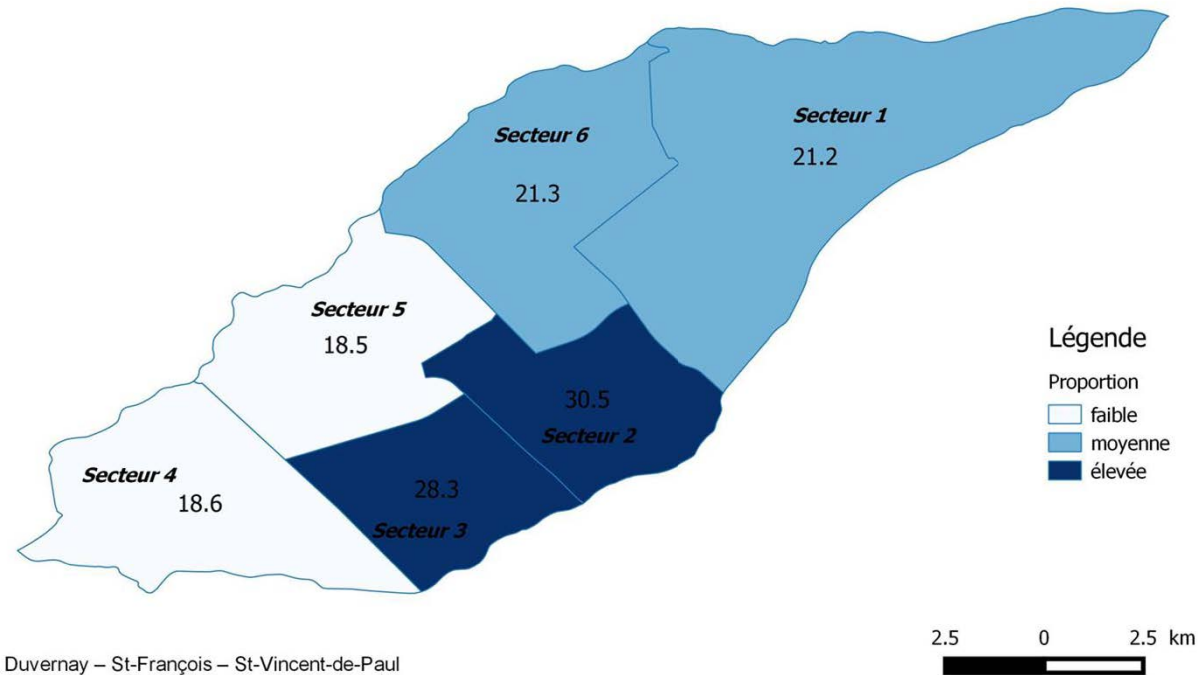 Secteur 1
21.2
Secteur 6
21.3
Secteur 5
18.5
30.5
Secteur 2
Secteur 4
18.6
28.3
Secteur 3
Légende
Proportion
faible
moyenne
élevée
2.5 0 2.5 km
Duvernay – St-François – St-Vincent-de-Paul